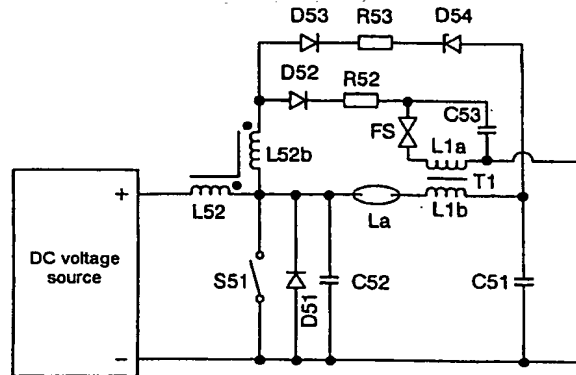 D53 R53 D54
D52 R52
C53
FS
L1a
L52b
T1
+
L52
La
L1b
DC voltage
source
S51
D51
C52
C51
−